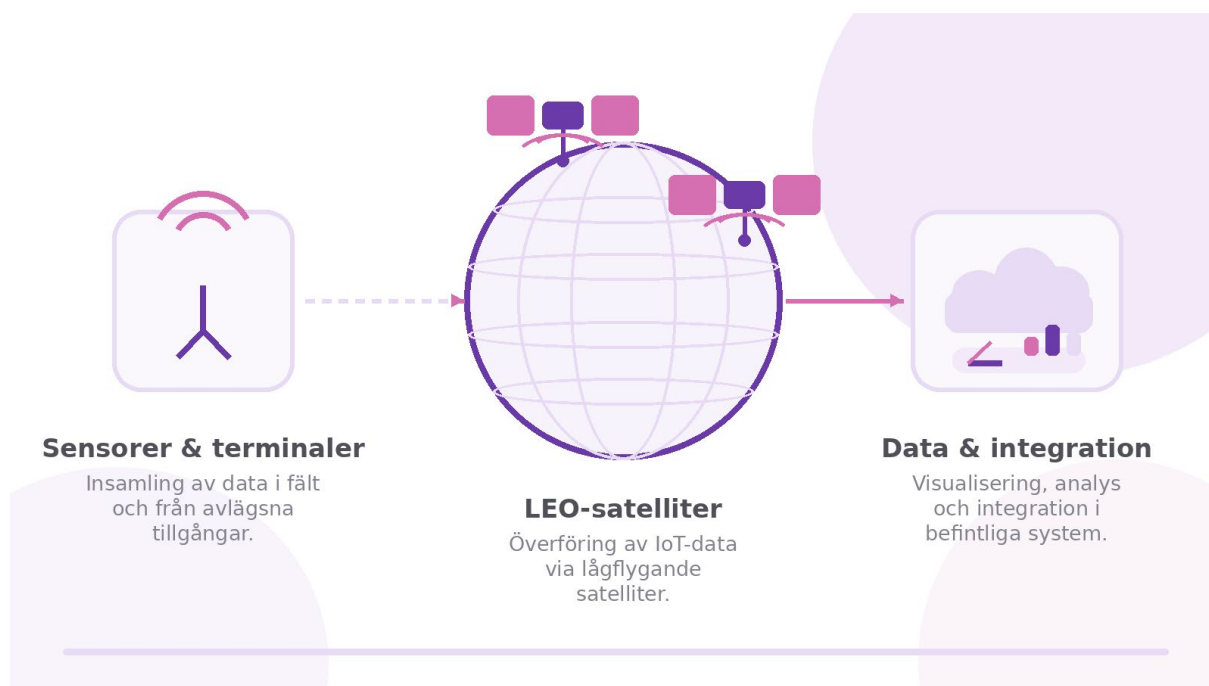 Sensorer & terminaler
Insamling av data i fält
och från avlägsna
tillgångar.
LEO-satelliter
Överföring av IoT-data
via lågflygande
satelliter.
Data & integration
Visualisering, analys
och integration i
befintliga system.